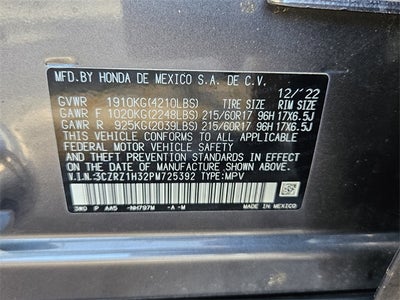 MFD.BY HONDA DE MEXICO S.A. DE C.V. 12/'22
GVWR 1910KG(4210LBS) TIRE SIZE RIM SIZE
GAWR F 1020KG(2248LBS) 215/60R17 96H 17X6.5J
GAWR R 925KG(2039LBS) 215/60R17 96H 17X6.5J
THIS VEHICLE CONFORMS TO ALL APPLICABLE
FEDERAL MOTOR VEHICLE SAFETY STANDARDS
IN EFFECT ON THE DATE OF
MANUFACTURE SHOWN ABOVE.
V.I.N.:3CZRZ1H32PM725392 TYPE:MPV
3W0 P AA5 -NH797M -A -M
MADE IN MEXICO